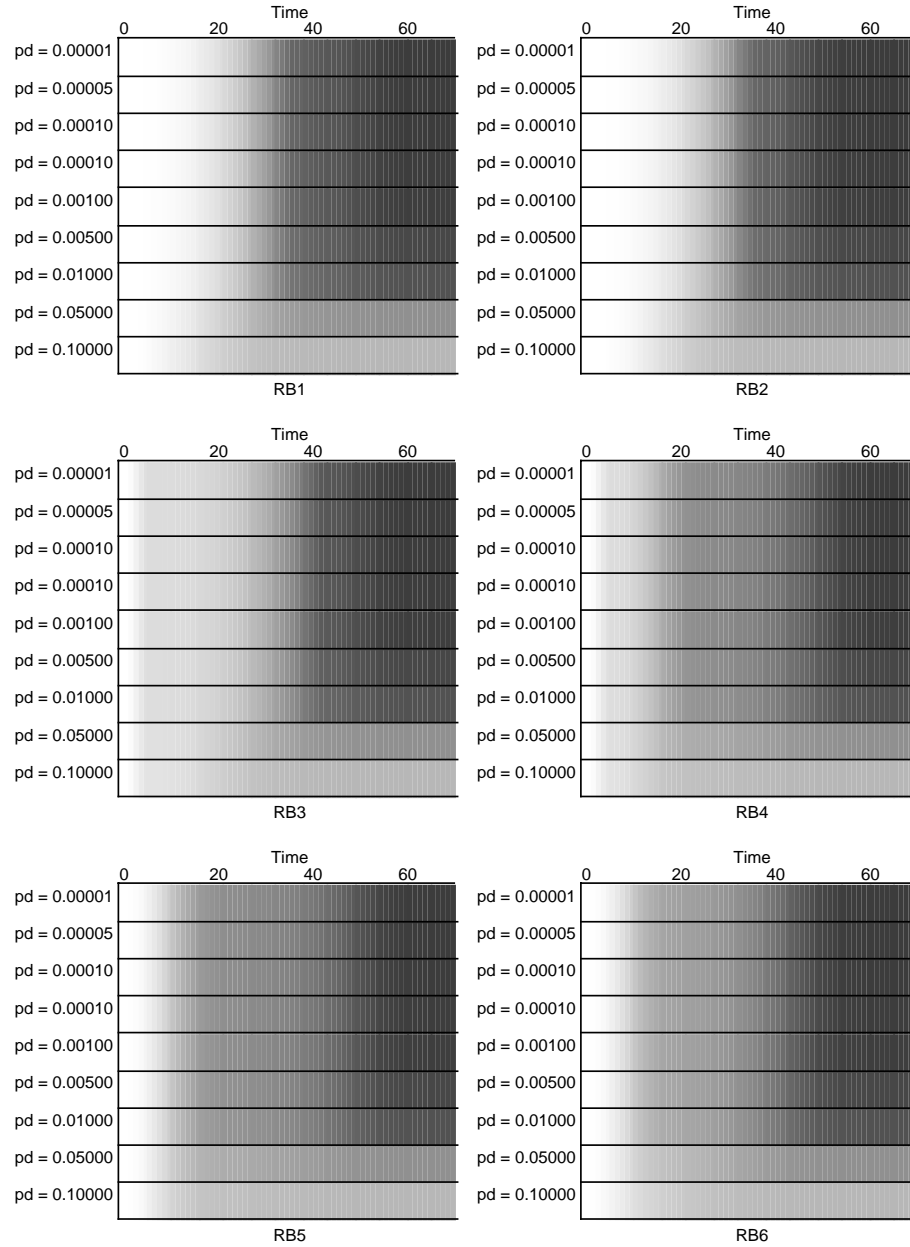 Time
0 20 40 60
pd = 0.00001
pd = 0.00005
pd = 0.00010
pd = 0.00010
pd = 0.00100
pd = 0.00500
pd = 0.01000
pd = 0.05000
pd = 0.10000
RB1
Time
0 20 40 60
pd = 0.00001
pd = 0.00005
pd = 0.00010
pd = 0.00010
pd = 0.00100
pd = 0.00500
pd = 0.01000
pd = 0.05000
pd = 0.10000
RB2
Time
0 20 40 60
pd = 0.00001
pd = 0.00005
pd = 0.00010
pd = 0.00010
pd = 0.00100
pd = 0.00500
pd = 0.01000
pd = 0.05000
pd = 0.10000
RB3
Time
0 20 40 60
pd = 0.00001
pd = 0.00005
pd = 0.00010
pd = 0.00010
pd = 0.00100
pd = 0.00500
pd = 0.01000
pd = 0.05000
pd = 0.10000
RB4
Time
0 20 40 60
pd = 0.00001
pd = 0.00005
pd = 0.00010
pd = 0.00010
pd = 0.00100
pd = 0.00500
pd = 0.01000
pd = 0.05000
pd = 0.10000
RB5
Time
0 20 40 60
pd = 0.00001
pd = 0.00005
pd = 0.00010
pd = 0.00010
pd = 0.00100
pd = 0.00500
pd = 0.01000
pd = 0.05000
pd = 0.10000
RB6